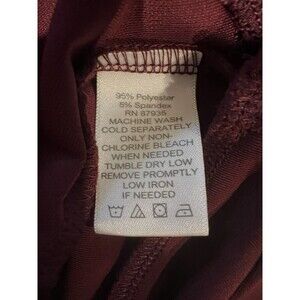 95% Polyester
5% Spandex
RN 87935
MACHINE WASH
COLD SEPARATELY
ONLY NON-
CHLORINE BLEACH
WHEN NEEDED
TUMBLE DRY LOW
REMOVE PROMPTLY
LOW IRON
IF NEEDED